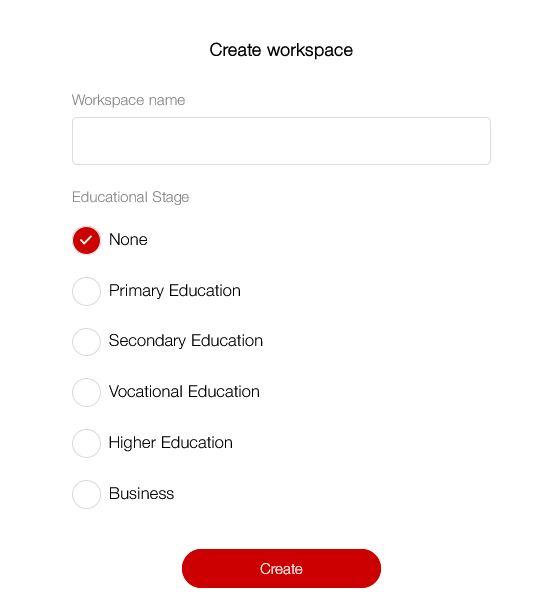 Create workspace
Workspace name
Educational Stage
None
Primary Education
Secondary Education
Vocational Education
Higher Education
Business
Create